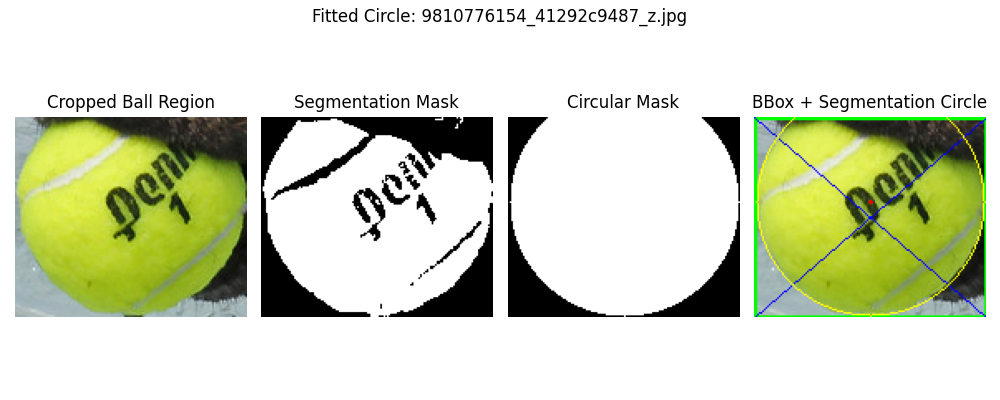 Fitted Circle: 9810776154_41292c9487_z.jpg
Cropped Ball Region
Segmentation Mask
Circular Mask
BBox + Segmentation Circle
Penn
1
Penn
1
Penn
1